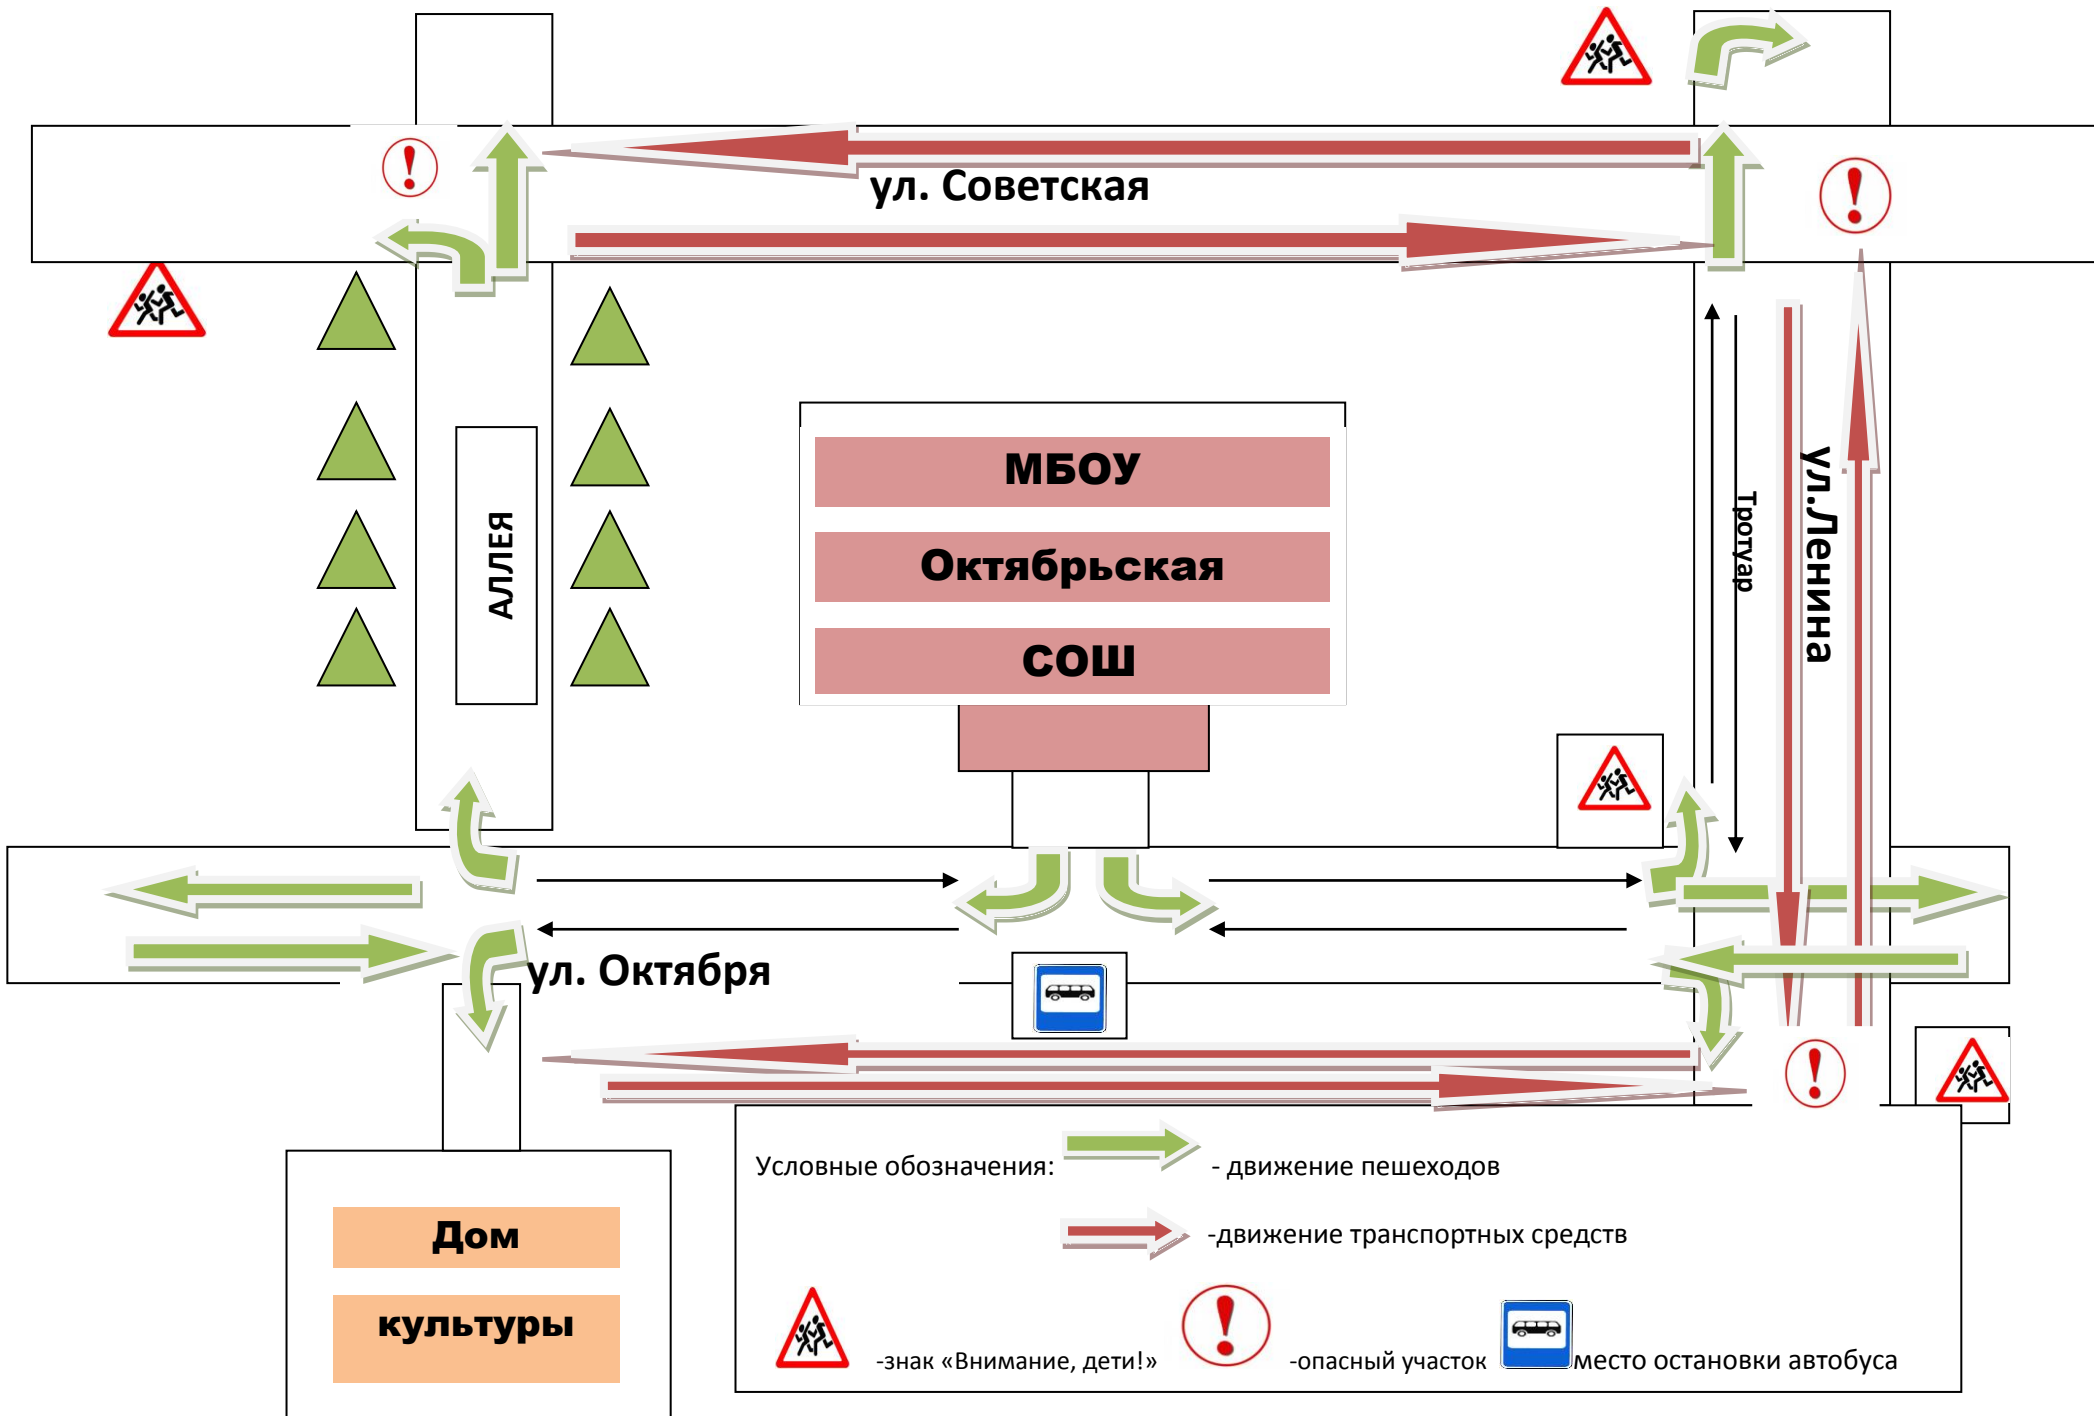 ул. Советская
МБОУ
Октябрьская
СОШ
АЛЛЕЯ
Тротуар
ул.Ленина
ул. Октября
Дом
культуры
Условные обозначения:
- движение пешеходов
-движение транспортных средств
-знак «Внимание, дети!»
-опасный участок
место остановки автобуса